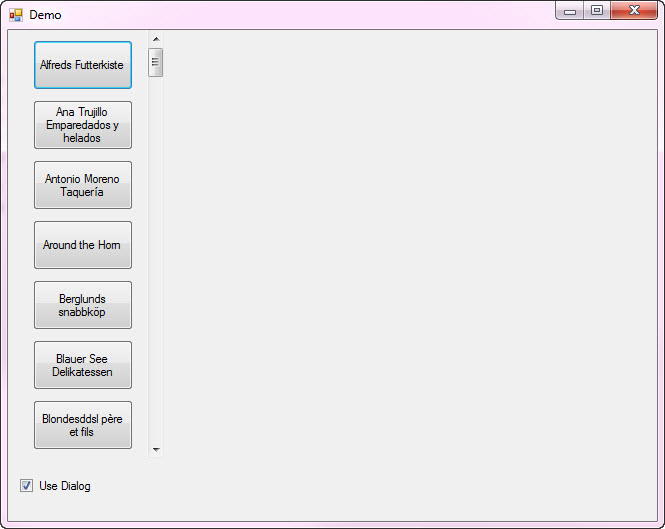 Demo
Alfreds Futterkiste
Ana Trujillo
Emparedados y
helados
Antonio Moreno
Taquería
Around the Horn
Berglunds
snabbköp
Blauer See
Delikatessen
Blondesddsl père
et fils
Use Dialog